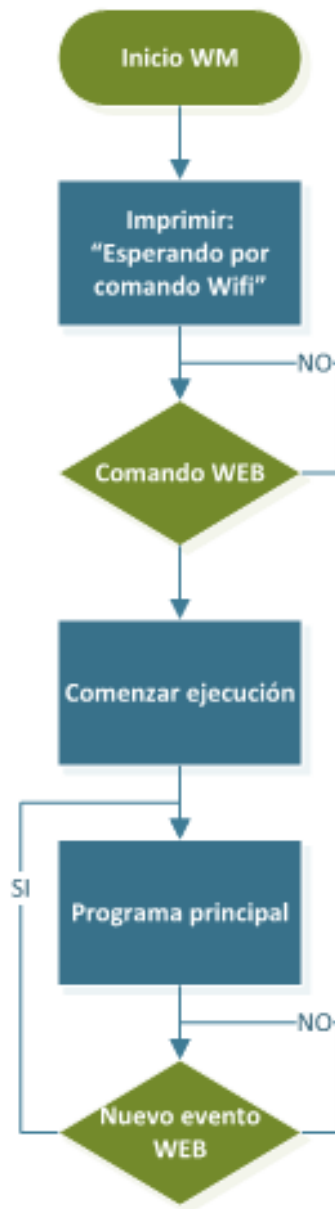 Inicio WM
Imprimir:
“Esperando por
comando Wifi”
NO
Comando WEB
Comenzar ejecución
SI
Programa principal
NO
Nuevo evento
WEB